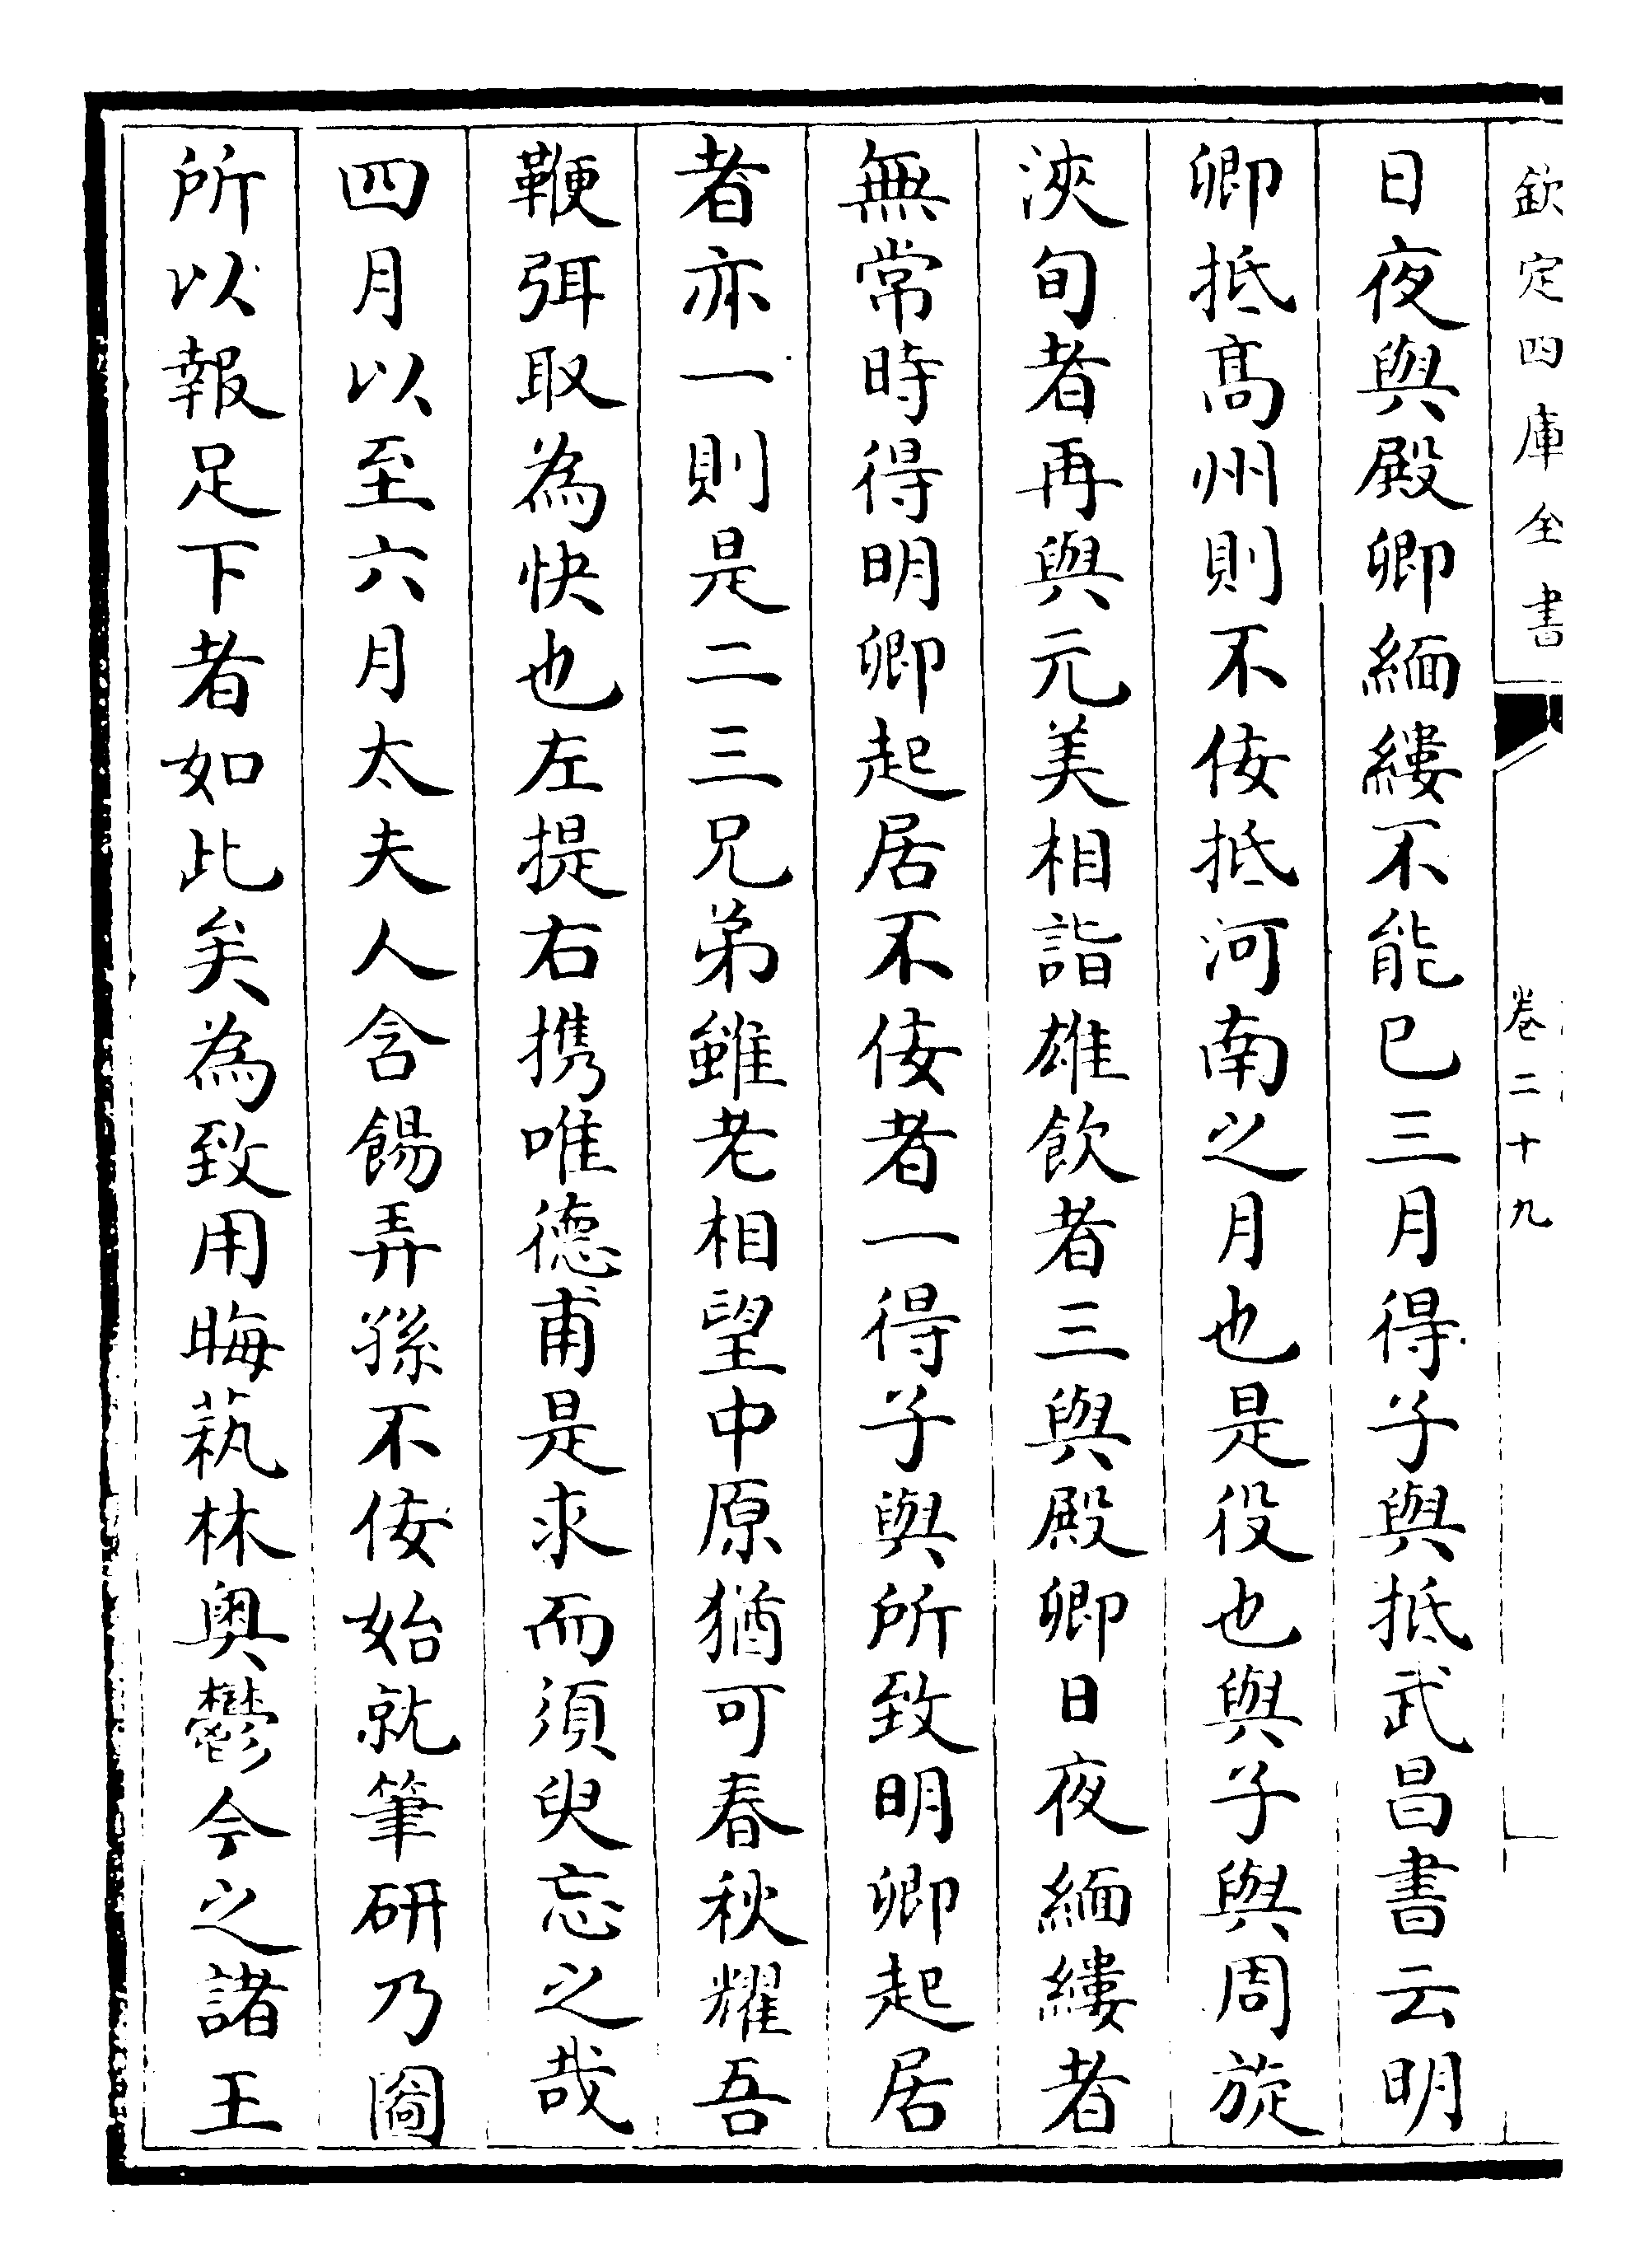 欽定四庫全書
卷二十九
日夜與殿卿緬縷不能已三月得子與抵武昌書云明
卿抵髙州則不佞抵河南之月也是役也與子與周旋
浹旬者再與元美相詣雄飲者三與殿卿日夜緬縷者
無常時得明卿起居不佞者一得子與所致明卿起居
者亦一則是二三兄弟雖老相望中原猶可春秋耀吾
鞭弭取為快也左提右携唯徳甫是求而須臾忘之哉
四月以至六月太夫人含餳弄孫不佞始就筆研乃圖
所以報足下者如此矣為致用晦蓺林奥鬱今之諸王